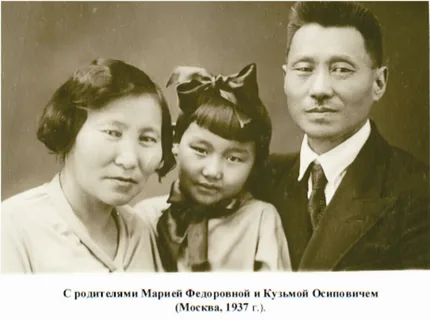 С родителями Марией Федоровной и Кузьмой Осиповичем
(Москва, 1937 г.).